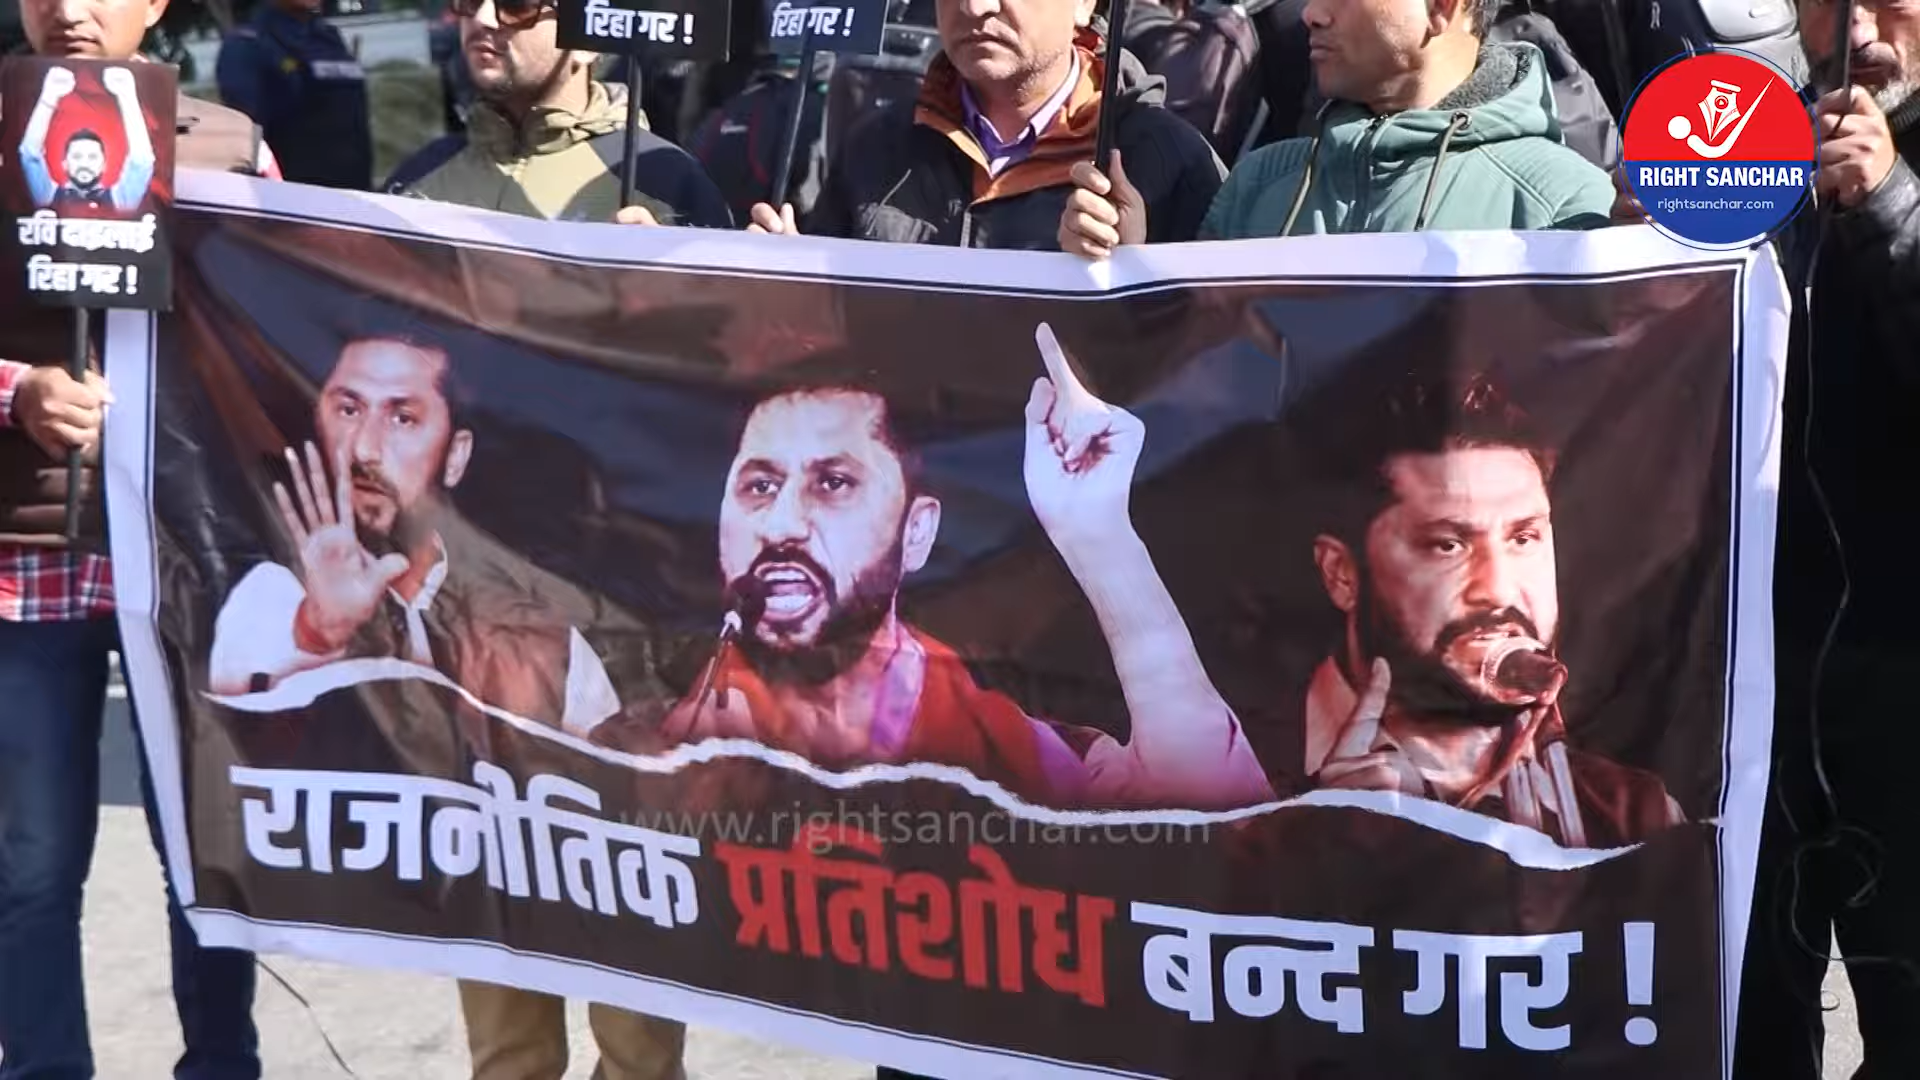 रिहा गर !
रिहा गर !
RIGHT SANCHAR
rightsanchar.com
रवि दाइलाई
रिहा गर !
www.rightsanchar.com
राजनीतिक प्रतिशोध बन्द गर !